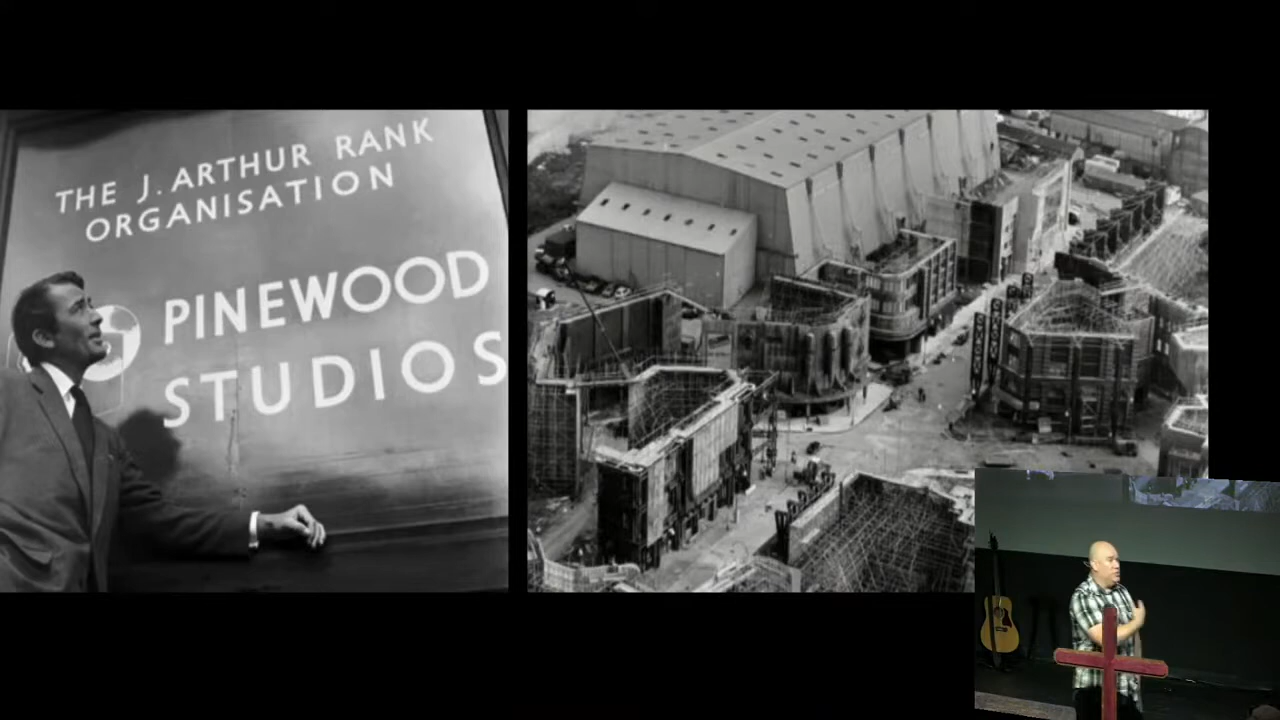 THE J. ARTHUR RANK
ORGANISATION
PINEWOOD
STUDIOS